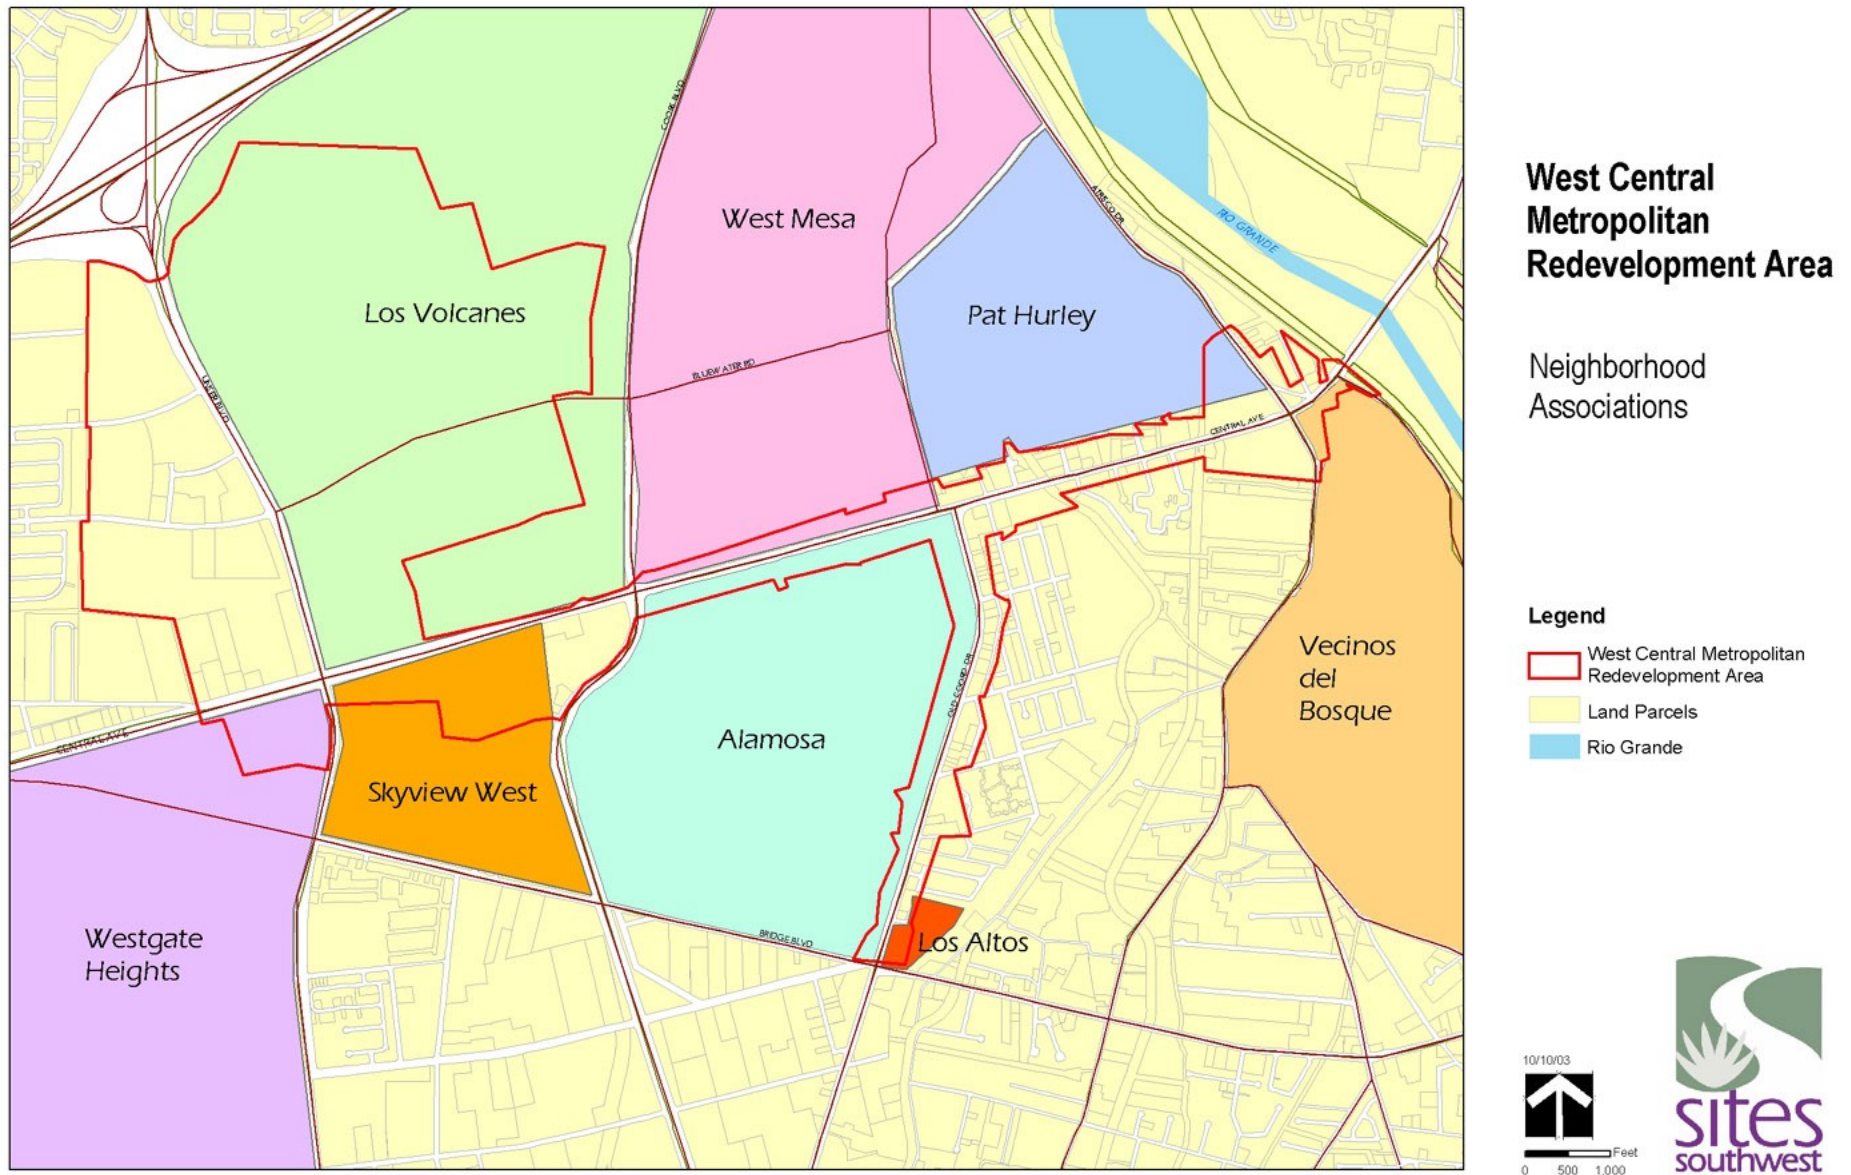 COORS BLVD
West Mesa
ATRISCO DR
RIO GRANDE
Los Volcanes
Pat Hurley
BLUEWATER RD
UNSER BLVD
CENTRAL AVE
Vecinos
del
Bosque
OLD COORS DR
CENTRAL AVE
Alamosa
Skyview West
Westgate
Heights
BRIDGE BLVD
Los Altos
West Central
Metropolitan
Redevelopment Area
Neighborhood
Associations
Legend
West Central Metropolitan
Redevelopment Area
Land Parcels
Rio Grande
10/10/03
Feet
0 500 1,000
sites
southwest